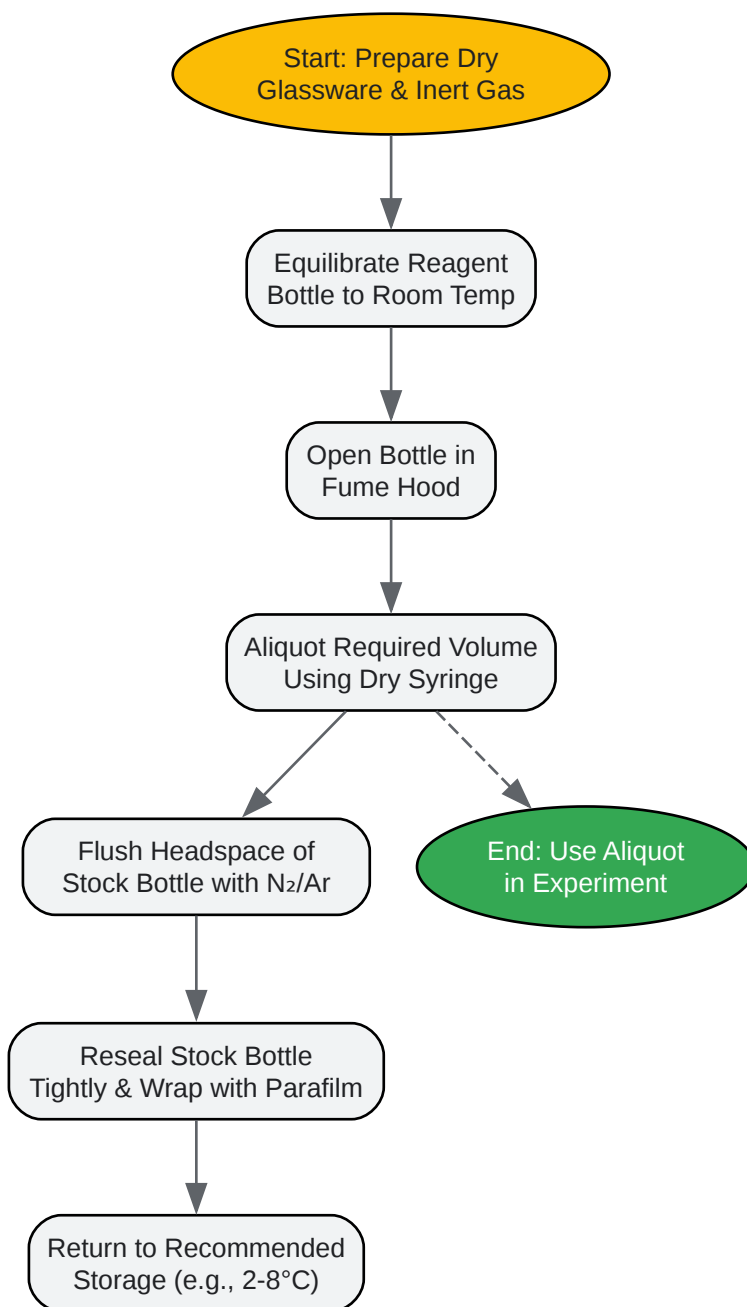 Start: Prepare Dry
Glassware & Inert Gas
Equilibrate Reagent
Bottle to Room Temp
Open Bottle in
Fume Hood
Aliquot Required Volume
Using Dry Syringe
Flush Headspace of
Stock Bottle with N₂/Ar
End: Use Aliquot
in Experiment
Reseal Stock Bottle
Tightly & Wrap with Parafilm
Return to Recommended
Storage (e.g., 2-8°C)